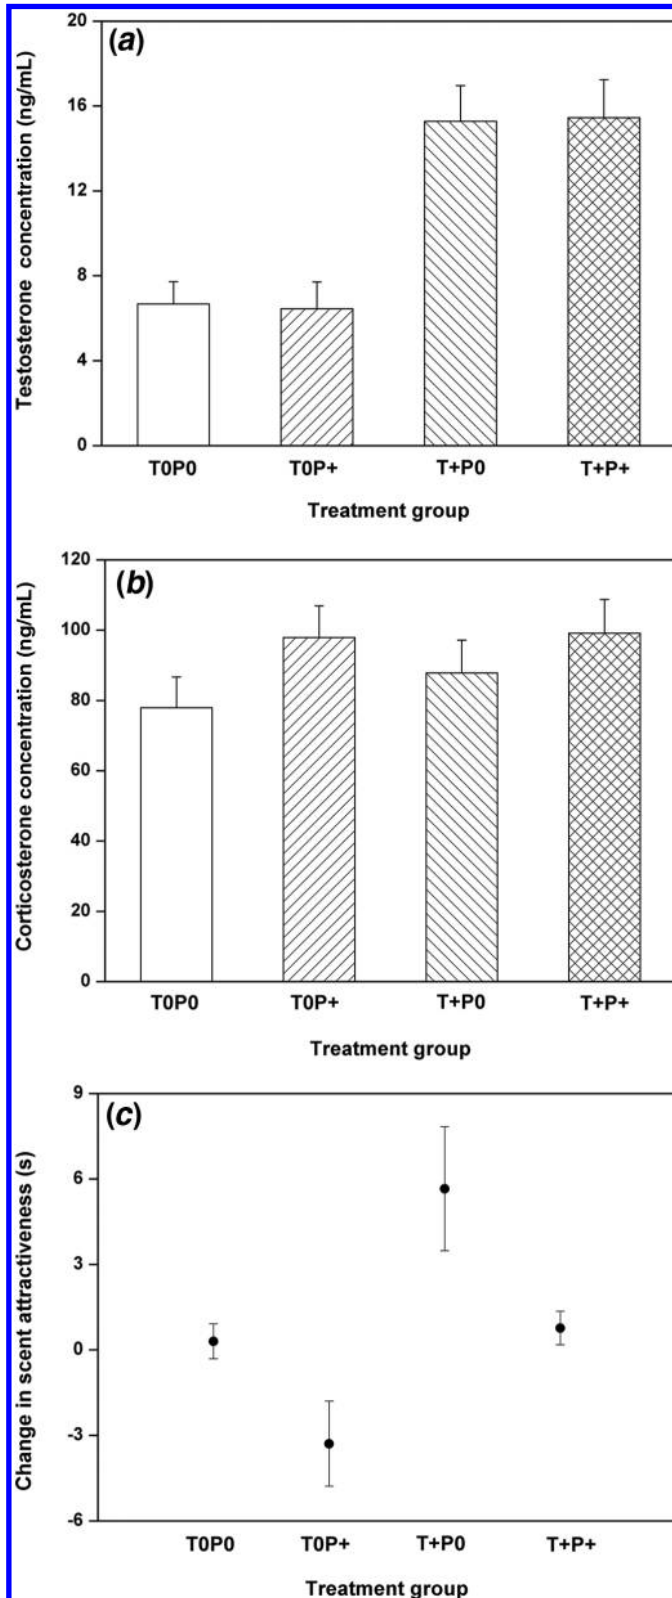 (a)
Testosterone concentration (ng/mL)
20
16
12
8
4
0
T0P0 T0P+ T+P0 T+P+
Treatment group
(b)
Corticosterone concentration (ng/mL)
120
100
80
60
40
20
0
T0P0 T0P+ T+P0 T+P+
Treatment group
(c)
Change in scent attractiveness (s)
9
6
3
0
-3
-6
T0P0 T0P+ T+P0 T+P+
Treatment group